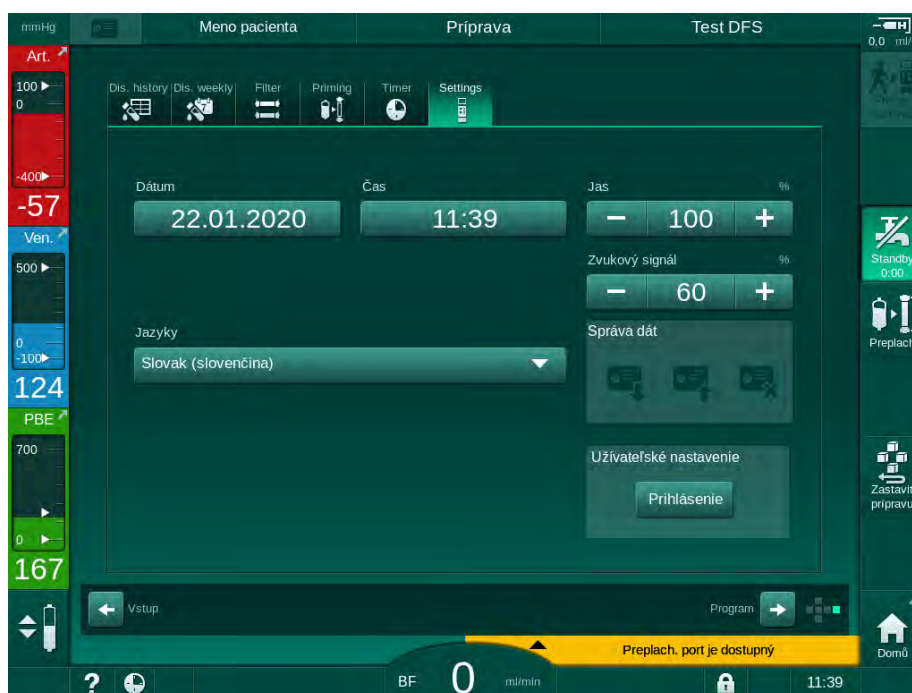 mmHg
Meno pacienta
Príprava
Test DFS
0,0 ml/
Art.
100
0
-400
-57
Ven.
500
0
-100
124
PBE
700
0
167
Dis. history
Dis. weekly
Filter
Priming
Timer
Settings
Dátum
22.01.2020
Čas
11:39
Jas %
− 100 +
Zvukový signál %
− 60 +
Jazyky
Slovak (slovenčina)
Správa dát
Užívateľské nastavenie
Prihlásenie
Standby
0:00
Preplach
Zastaviť
prípravu
Vstup
Program
Preplach. port je dostupný
Domů
?
BF 0 ml/min
11:39